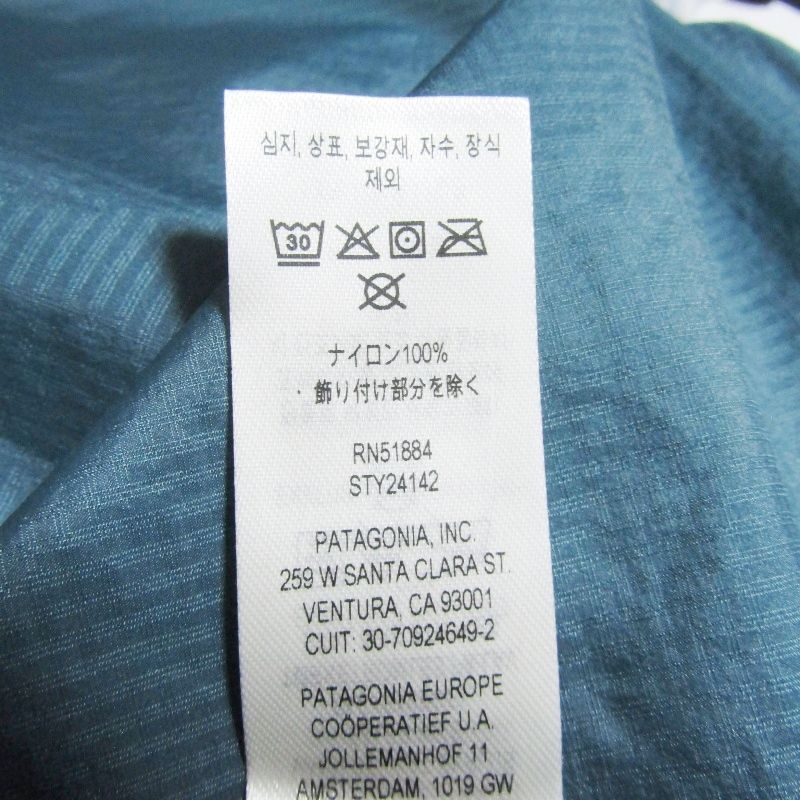 심지, 상표, 보강재, 자수, 장식
제외
30
ナイロン100%
・飾り付け部分を除く
RN51884
STY24142
PATAGONIA, INC.
259 W SANTA CLARA ST.
VENTURA, CA 93001
CUIT: 30-70924649-2
PATAGONIA EUROPE
COÖPERATIEF U.A.
JOLLEMANHOF 11
AMSTERDAM, 1019 GW